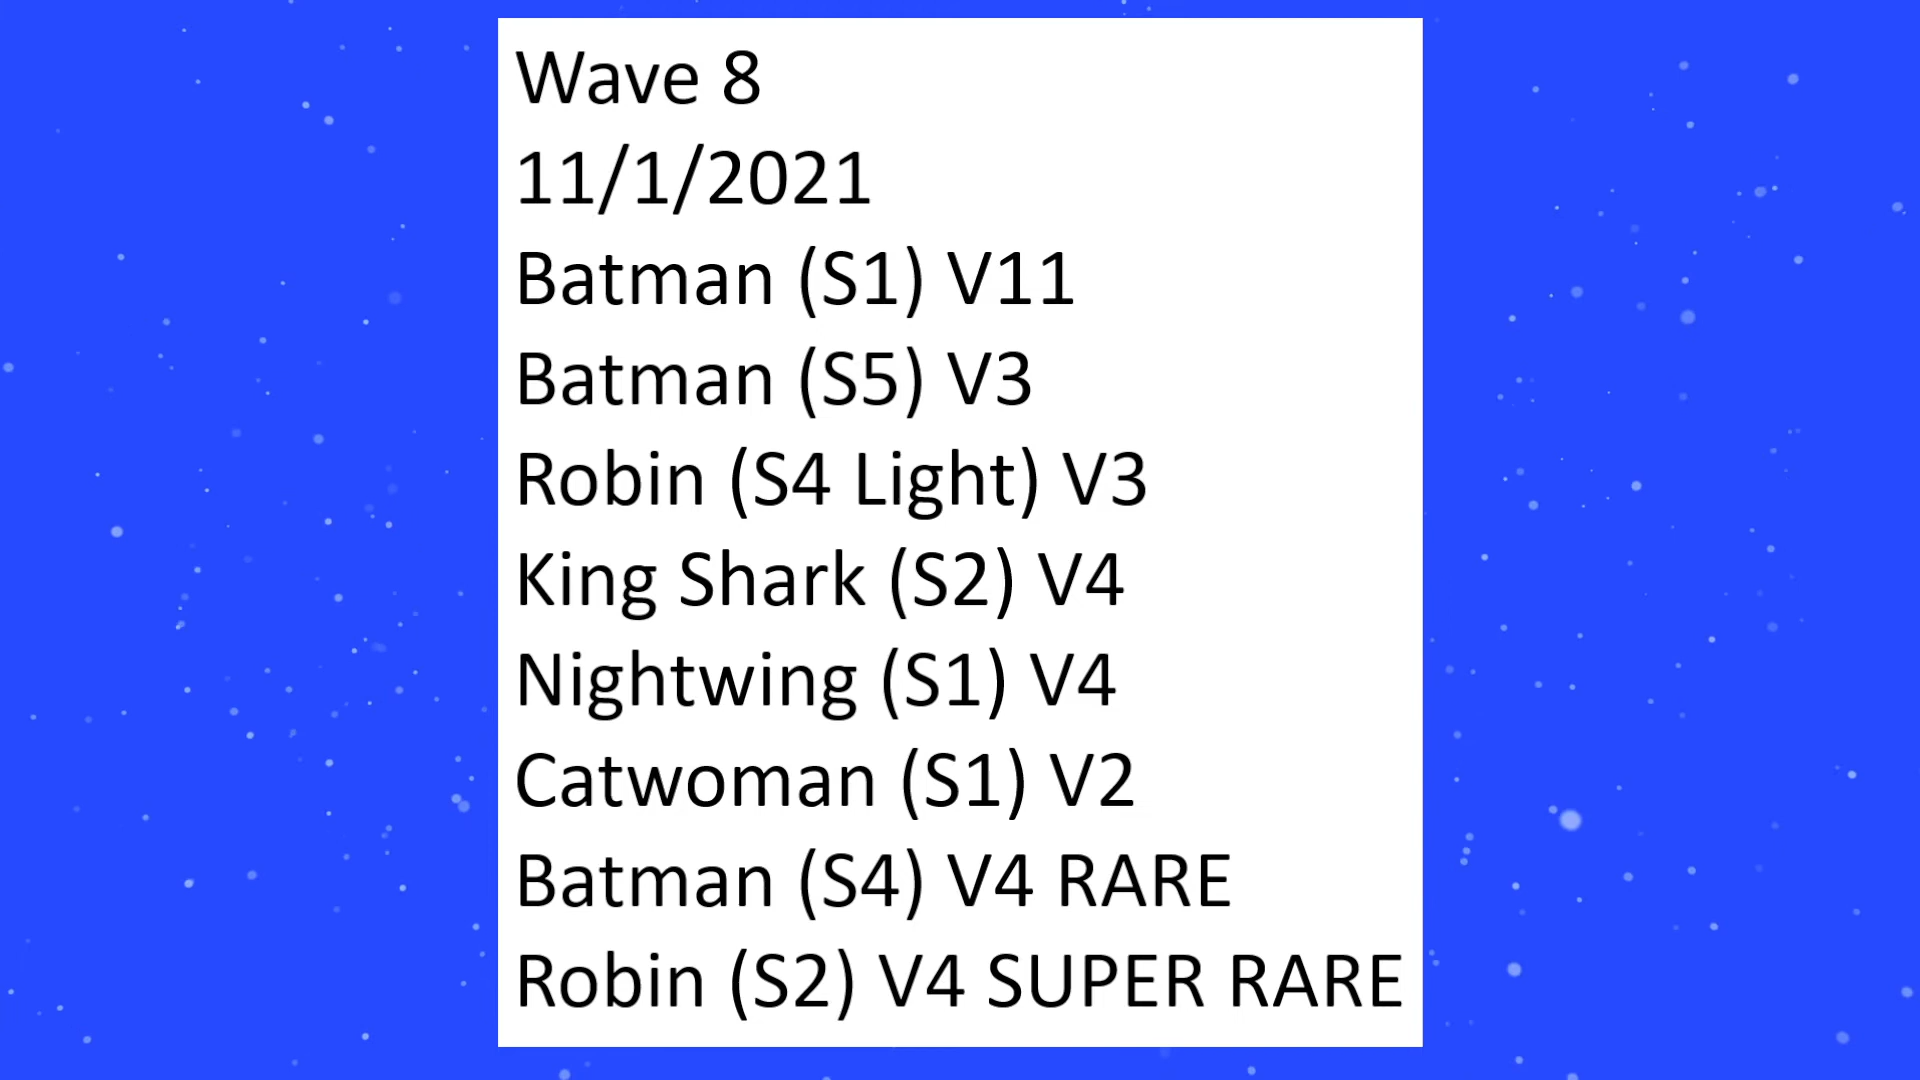 Wave 8
11/1/2021
Batman (S1) V11
Batman (S5) V3
Robin (S4 Light) V3
King Shark (S2) V4
Nightwing (S1) V4
Catwoman (S1) V2
Batman (S4) V4 RARE
Robin (S2) V4 SUPER RARE